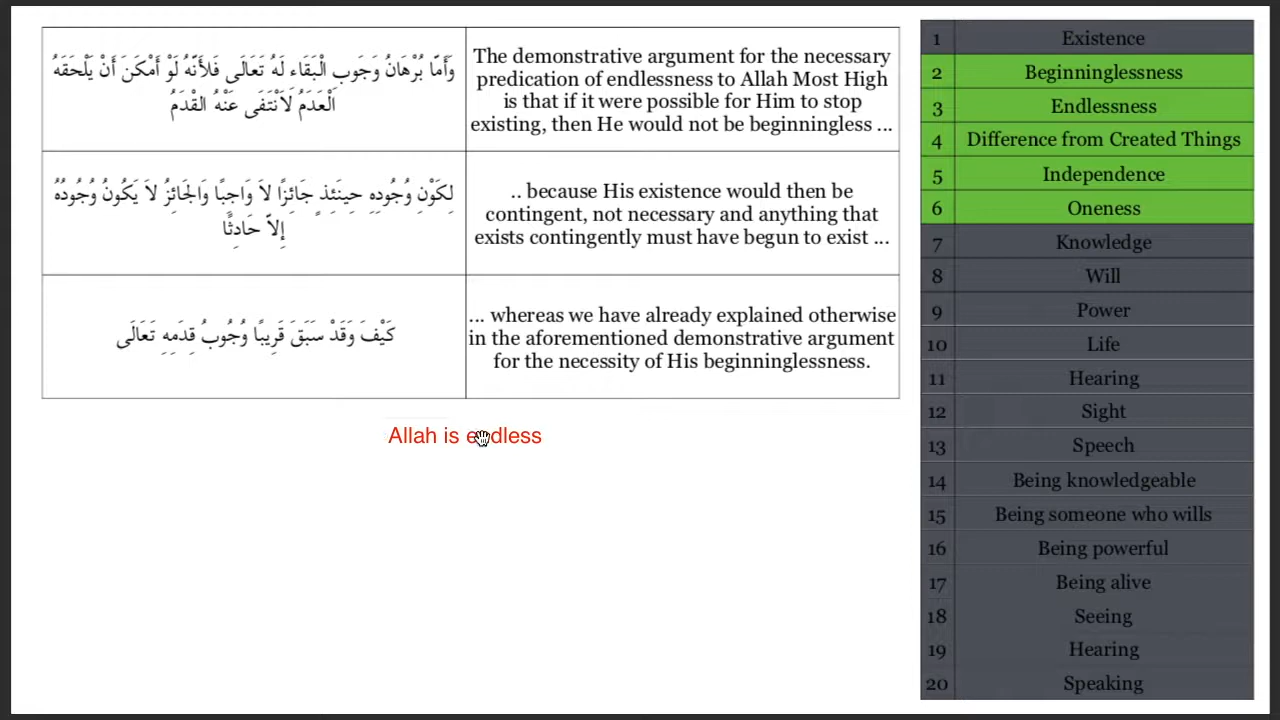 وَأَمَّا بُرْهَانُ وَجُوبِ الْبَقَاءِ لَهُ تَعَالَى فَلأَنَّهُ لَوْ أَمْكَنَ أَنْ يَلْحَقَهُ
الْعَدَمُ لاَنْتَفَى عَنْهُ الْقْدَمُ
The demonstrative argument for the necessary
predication of endlessness to Allah Most High
is that if it were possible for Him to stop
existing, then He would not be beginningless ...
لِكَوْنِ وُجُودِهِ حِينَئِذٍ جَائِزًا لاَ وَاجِبًا وَالْجَائِزُ لاَ يَكُونُ وُجُودُهُ
إِلاَّ حَادِثًا
.. because His existence would then be
contingent, not necessary and anything that
exists contingently must have begun to exist ...
كَيْفَ وَقَدْ سَبَقَ قَرِيبًا وُجُوبُ قِدَمِهِ تَعَالَى
... whereas we have already explained otherwise
in the aforementioned demonstrative argument
for the necessity of His beginninglessness.
Allah is endless
1 Existence
2 Beginninglessness
3 Endlessness
4 Difference from Created Things
5 Independence
6 Oneness
7 Knowledge
8 Will
9 Power
10 Life
11 Hearing
12 Sight
13 Speech
14 Being knowledgeable
15 Being someone who wills
16 Being powerful
17 Being alive
18 Seeing
19 Hearing
20 Speaking